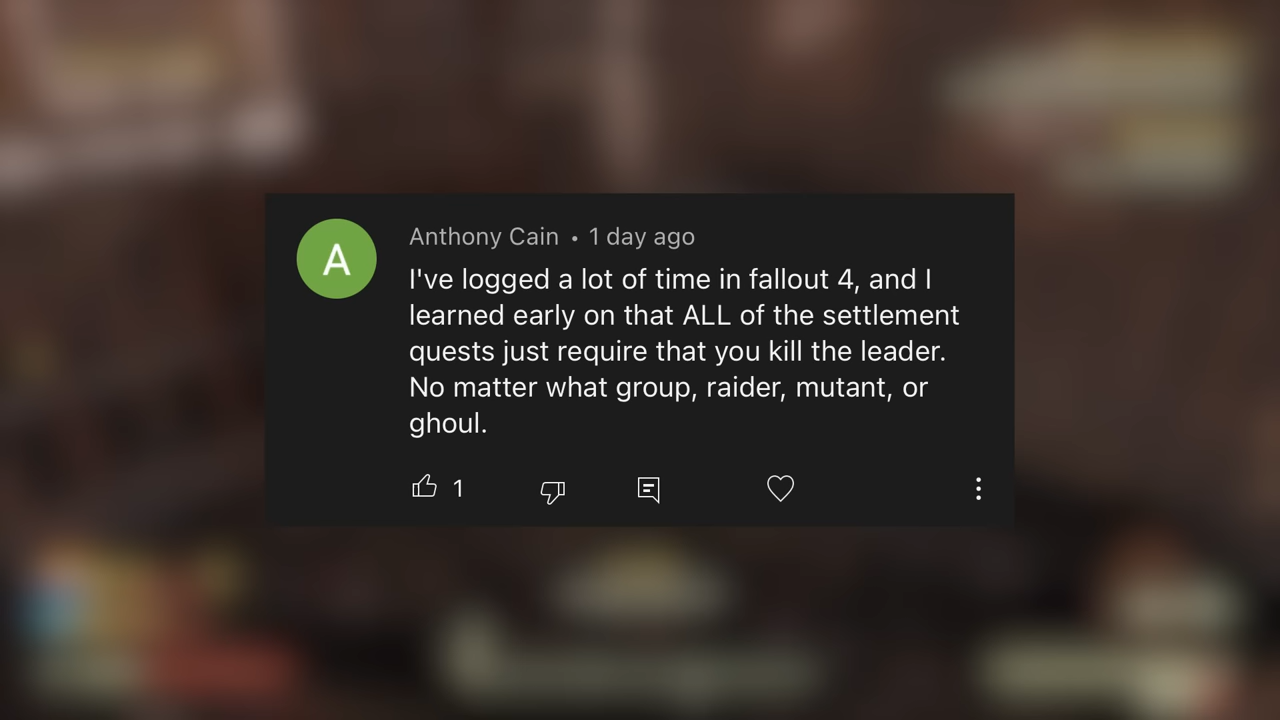 A
Anthony Cain • 1 day ago
I've logged a lot of time in fallout 4, and I
learned early on that ALL of the settlement
quests just require that you kill the leader.
No matter what group, raider, mutant, or
ghoul.
1